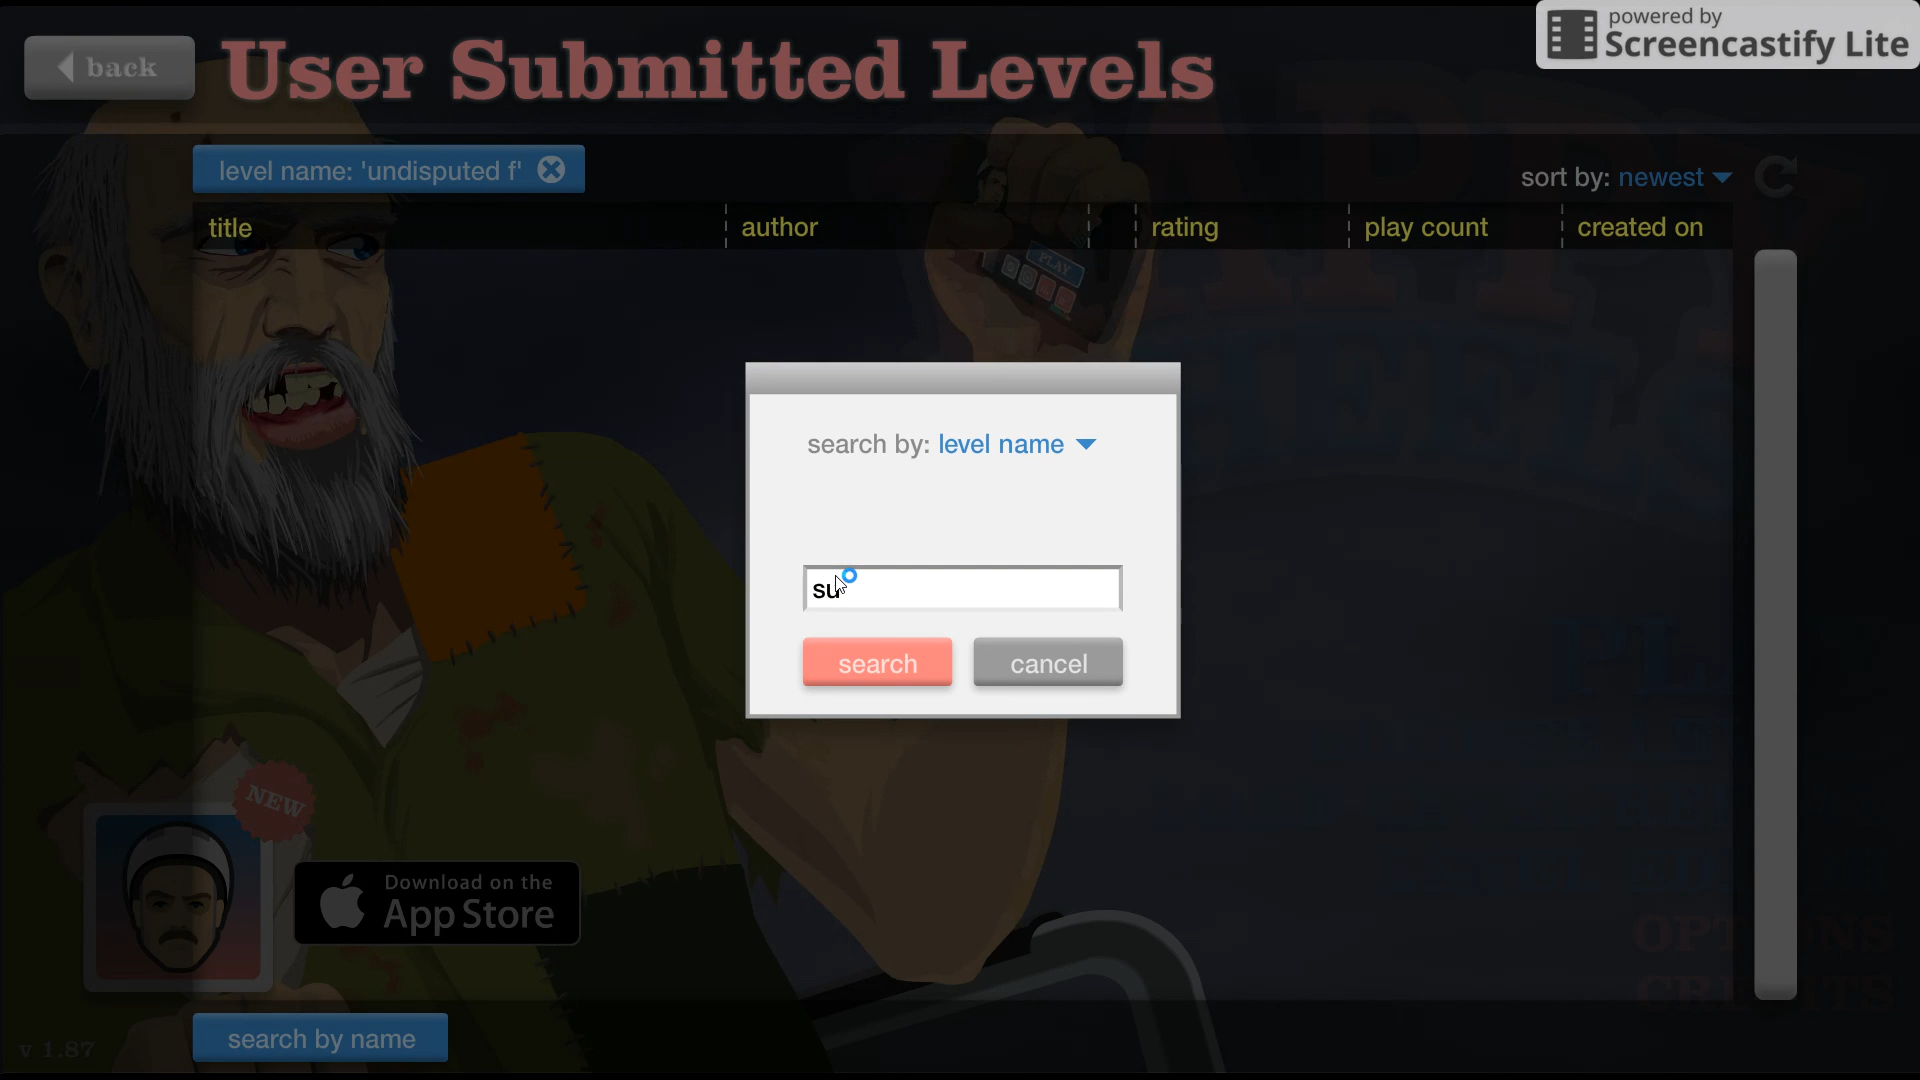 powered by
Screencastify Lite
back
User Submitted Levels
level name: 'undisputed f'
sort by: newest
title author rating play count created on
PLAY
search by: level name
su
search cancel
NEW
Download on the
App Store
search by name
v 1.87